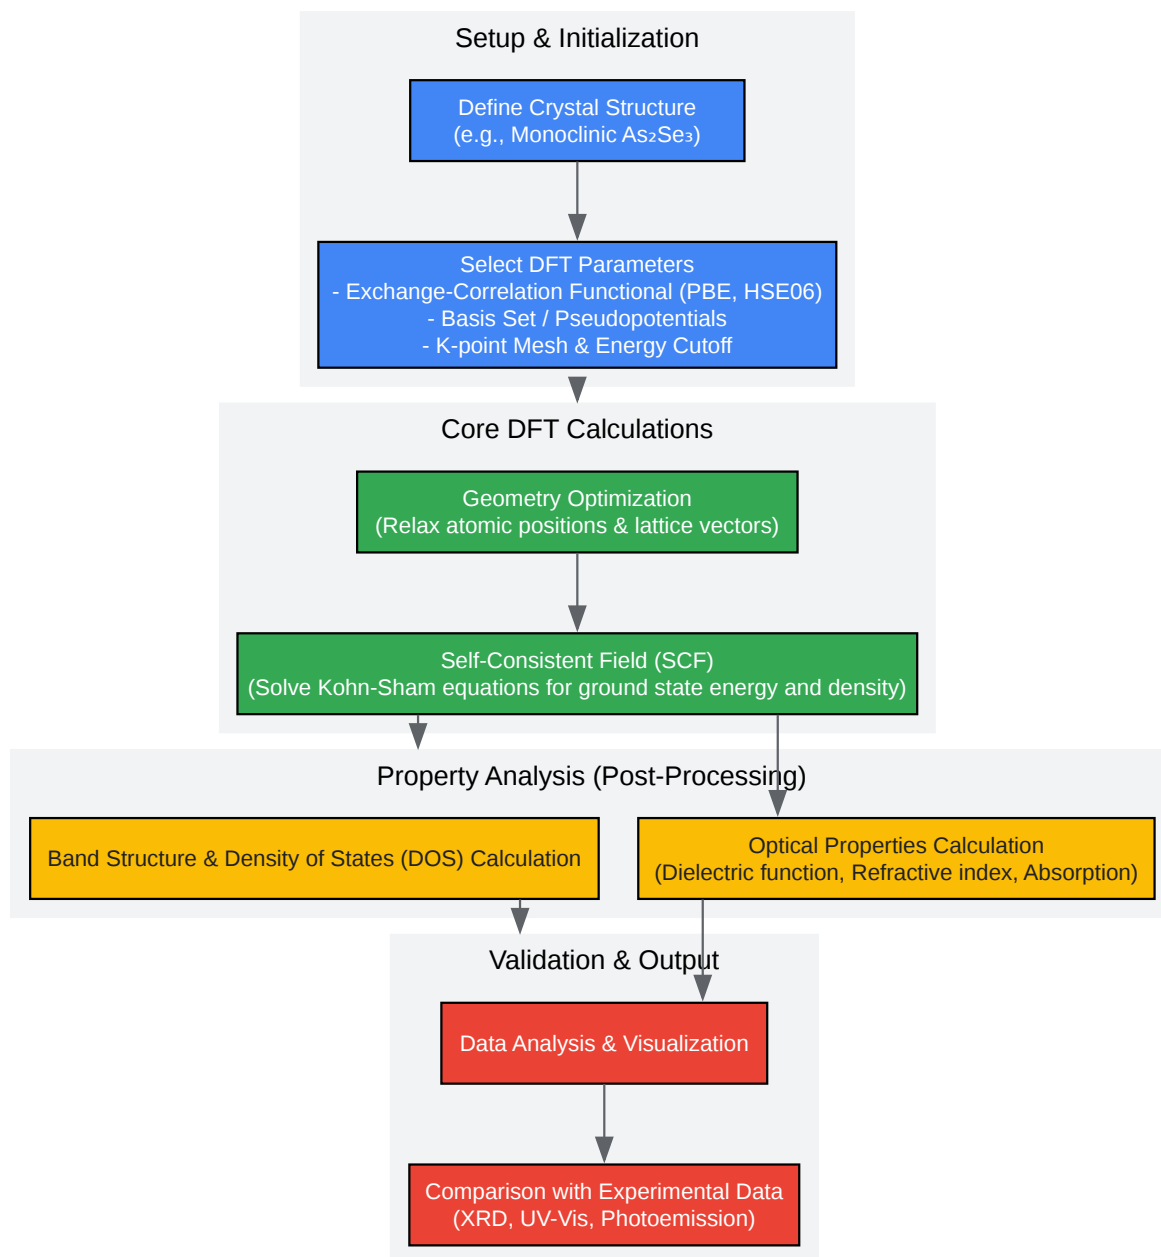 Setup & Initialization
Define Crystal Structure
(e.g., Monoclinic As₂Se₃)
Select DFT Parameters
- Exchange-Correlation Functional (PBE, HSE06)
- Basis Set / Pseudopotentials
- K-point Mesh & Energy Cutoff
Core DFT Calculations
Geometry Optimization
(Relax atomic positions & lattice vectors)
Self-Consistent Field (SCF)
(Solve Kohn-Sham equations for ground state energy and density)
Property Analysis (Post-Processing)
Band Structure & Density of States (DOS) Calculation
Optical Properties Calculation
(Dielectric function, Refractive index, Absorption)
Validation & Output
Data Analysis & Visualization
Comparison with Experimental Data
(XRD, UV-Vis, Photoemission)